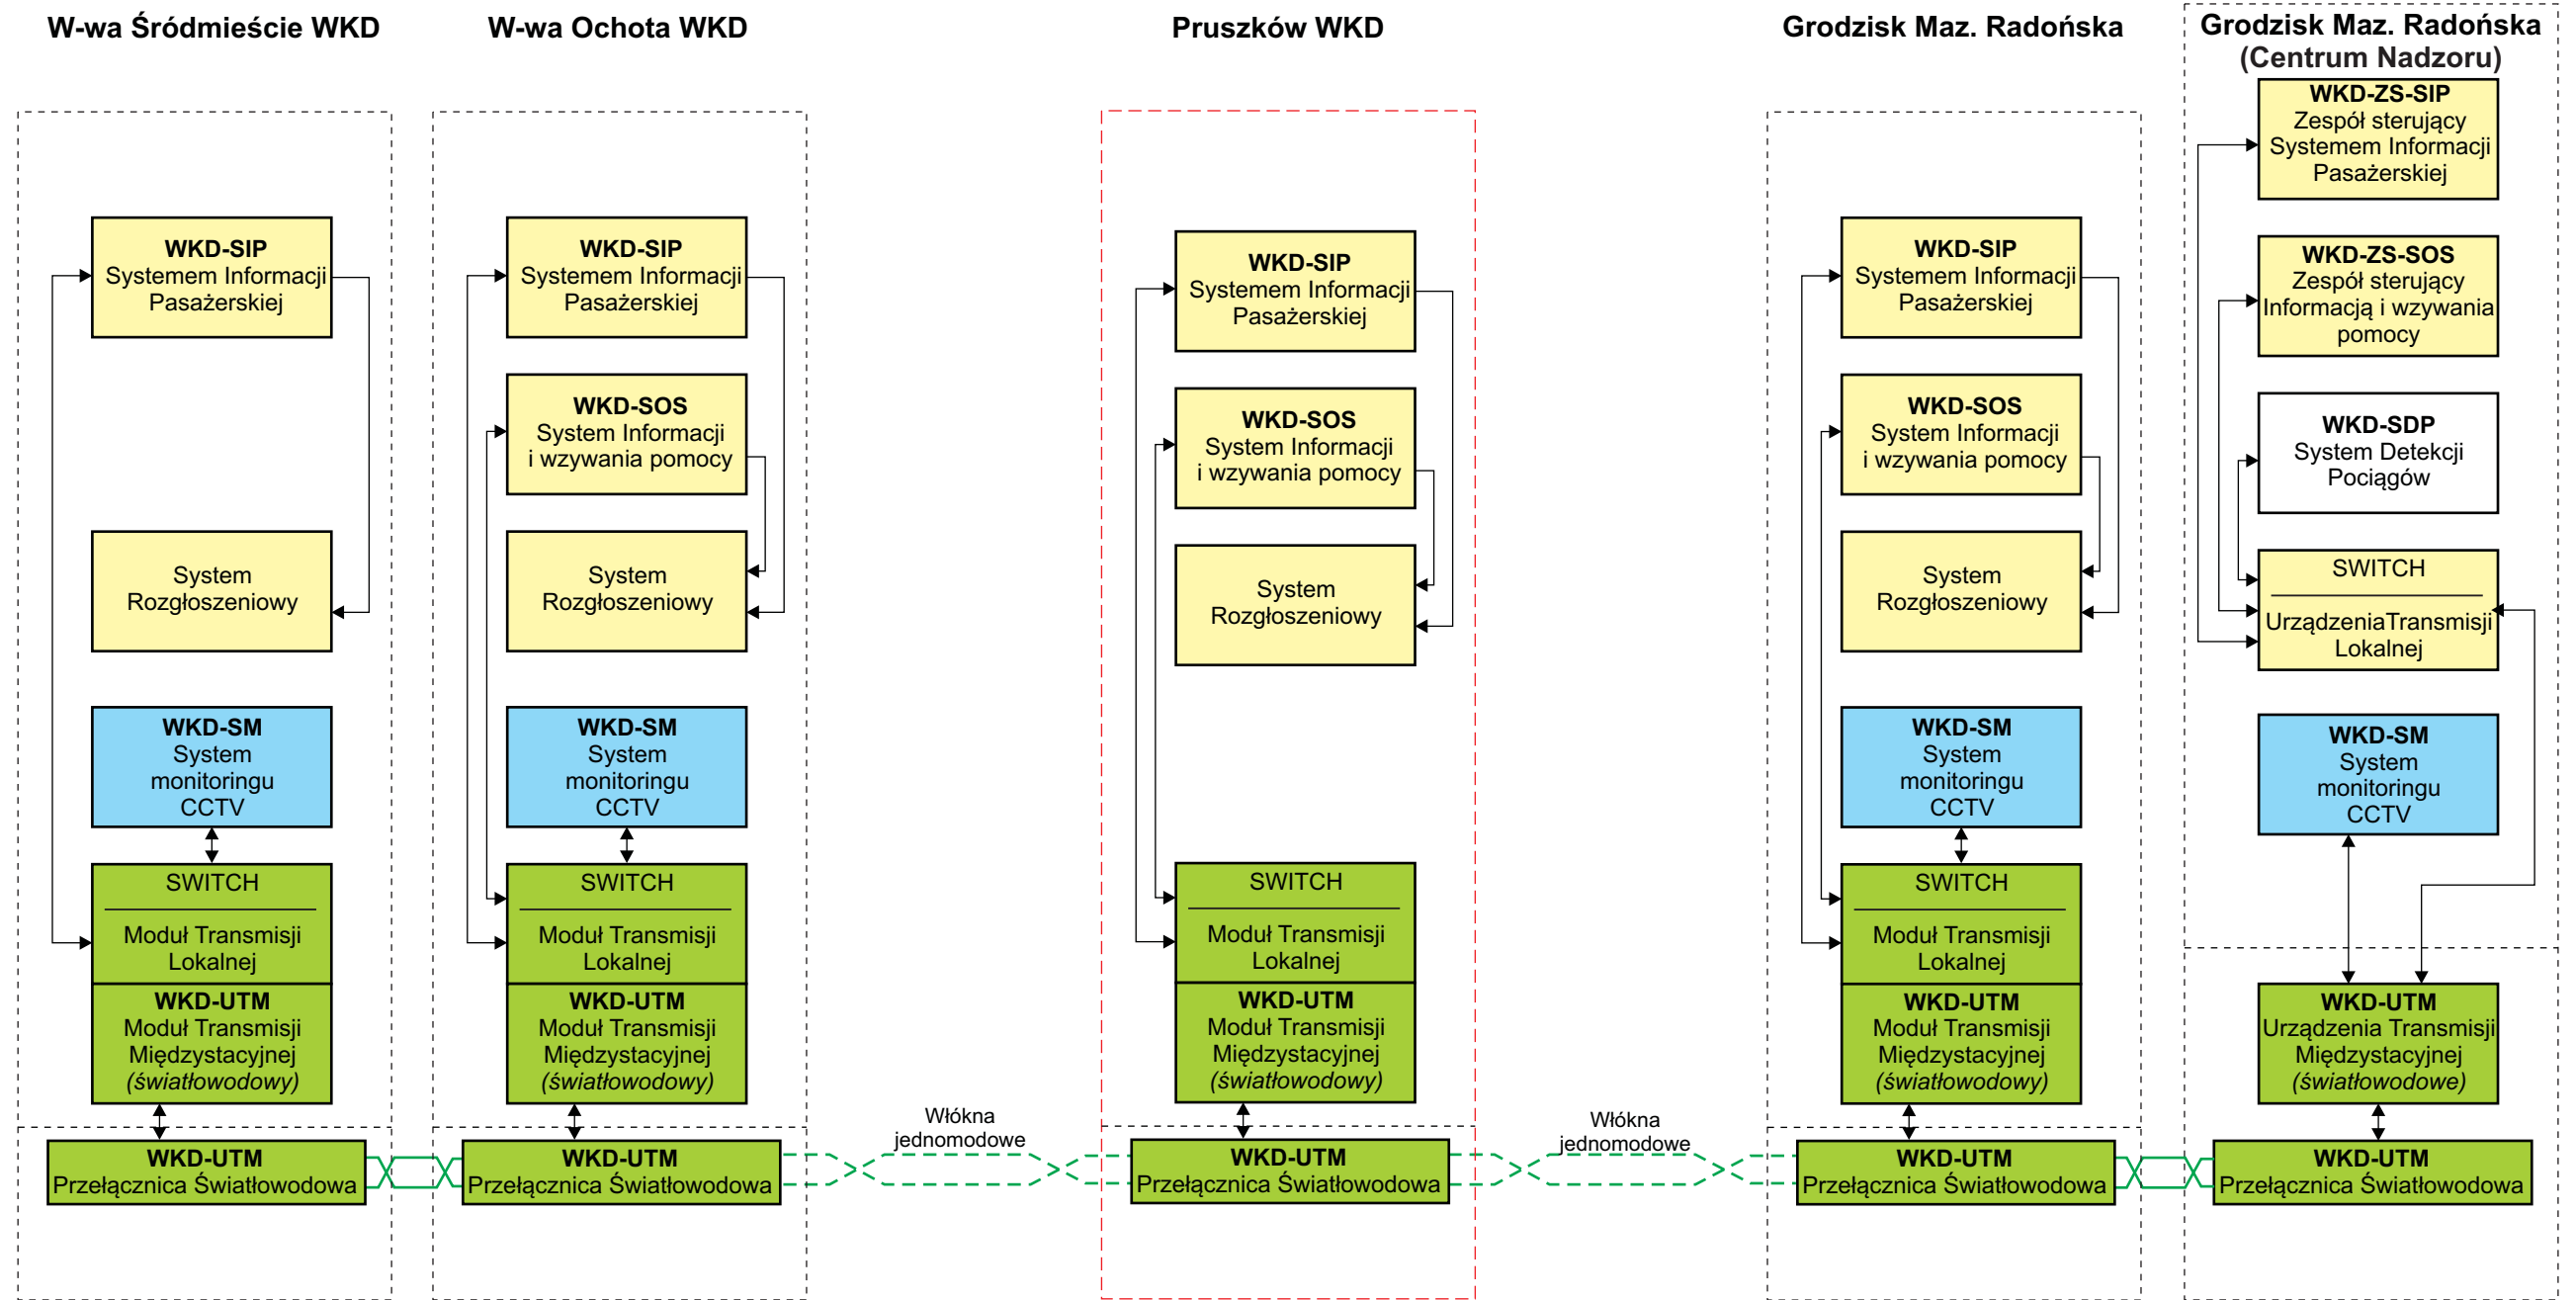 W-wa Śródmieście WKD
WKD-SIP
Systemem Informacji
Pasażerskiej
System
Rozgłoszeniowy
WKD-SM
System
monitoringu
CCTV
SWITCH
Moduł Transmisji
Lokalnej
WKD-UTM
Moduł Transmisji
Międzystacyjnej
(światłowodowy)
WKD-UTM
Przełącznica Światłowodowa
W-wa Ochota WKD
WKD-SIP
Systemem Informacji
Pasażerskiej
WKD-SOS
System Informacji
i wzywania pomocy
System
Rozgłoszeniowy
WKD-SM
System
monitoringu
CCTV
SWITCH
Moduł Transmisji
Lokalnej
WKD-UTM
Moduł Transmisji
Międzystacyjnej
(światłowodowy)
WKD-UTM
Przełącznica Światłowodowa
Włókna
jednomodowe
Pruszków WKD
WKD-SIP
Systemem Informacji
Pasażerskiej
WKD-SOS
System Informacji
i wzywania pomocy
System
Rozgłoszeniowy
SWITCH
Moduł Transmisji
Lokalnej
WKD-UTM
Moduł Transmisji
Międzystacyjnej
(światłowodowy)
WKD-UTM
Przełącznica Światłowodowa
Włókna
jednomodowe
Grodzisk Maz. Radońska
WKD-SIP
Systemem Informacji
Pasażerskiej
WKD-SOS
System Informacji
i wzywania pomocy
System
Rozgłoszeniowy
WKD-SM
System
monitoringu
CCTV
SWITCH
Moduł Transmisji
Lokalnej
WKD-UTM
Moduł Transmisji
Międzystacyjnej
(światłowodowy)
WKD-UTM
Przełącznica Światłowodowa
Grodzisk Maz. Radońska
(Centrum Nadzoru)
WKD-ZS-SIP
Zespół sterujący
Systemem Informacji
Pasażerskiej
WKD-ZS-SOS
Zespół sterujący
Informacją i wzywania
pomocy
WKD-SDP
System Detekcji
Pociągów
SWITCH
UrządzeniaTransmisji
Lokalnej
WKD-SM
System
monitoringu
CCTV
WKD-UTM
Urządzenia Transmisji
Międzystacyjnej
(światłowodowe)
WKD-UTM
Przełącznica Światłowodowa